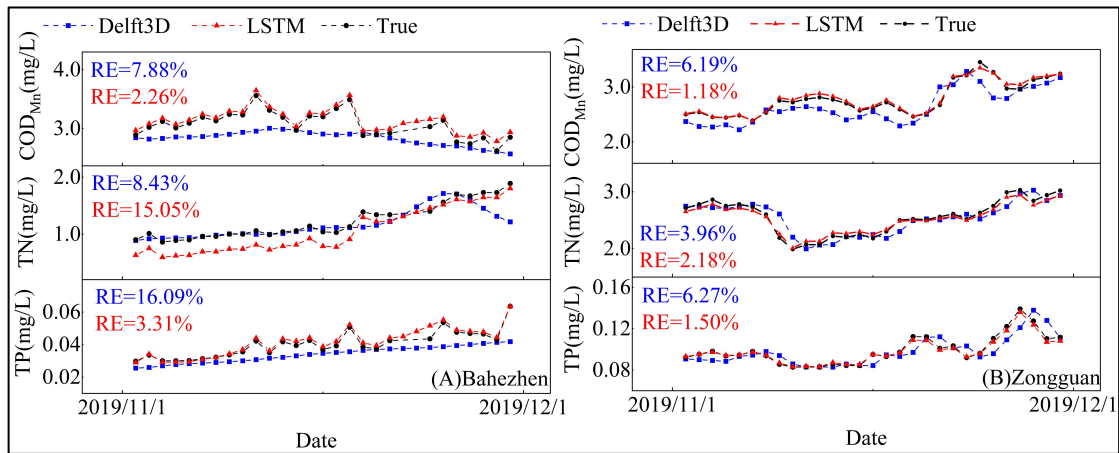 Delft3D LSTM True
4.0
3.0
COD_Mn(mg/L)
RE=7.88%
RE=2.26%
2.0
1.0
TN(mg/L)
RE=8.43%
RE=15.05%
0.06
0.04
0.02
TP(mg/L)
RE=16.09%
RE=3.31%
(A)Bahezhen
2019/11/1 2019/12/1
Date
Delft3D LSTM True
3.0
2.0
COD_Mn(mg/L)
RE=6.19%
RE=1.18%
3.0
2.0
TN(mg/L)
RE=3.96%
RE=2.18%
0.16
0.12
0.08
TP(mg/L)
RE=6.27%
RE=1.50%
(B)Zongguan
2019/11/1 2019/12/1
Date